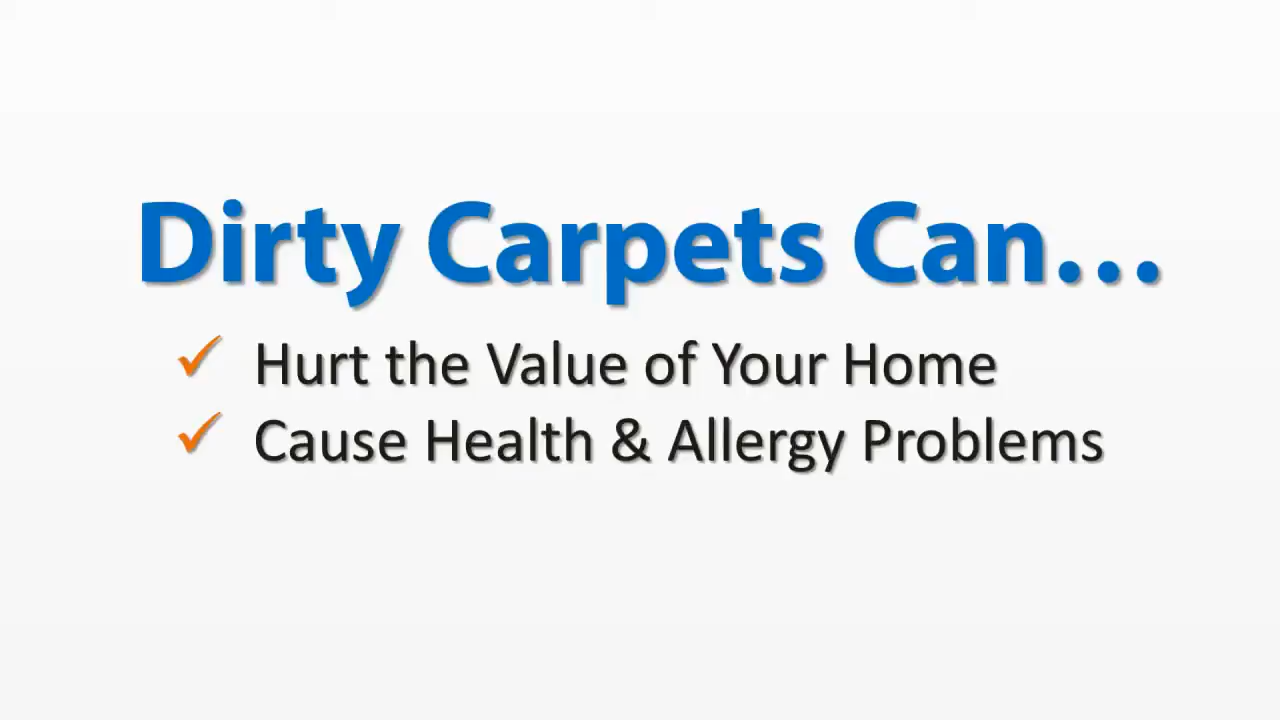 Dirty Carpets Can...
✓ Hurt the Value of Your Home
✓ Cause Health & Allergy Problems